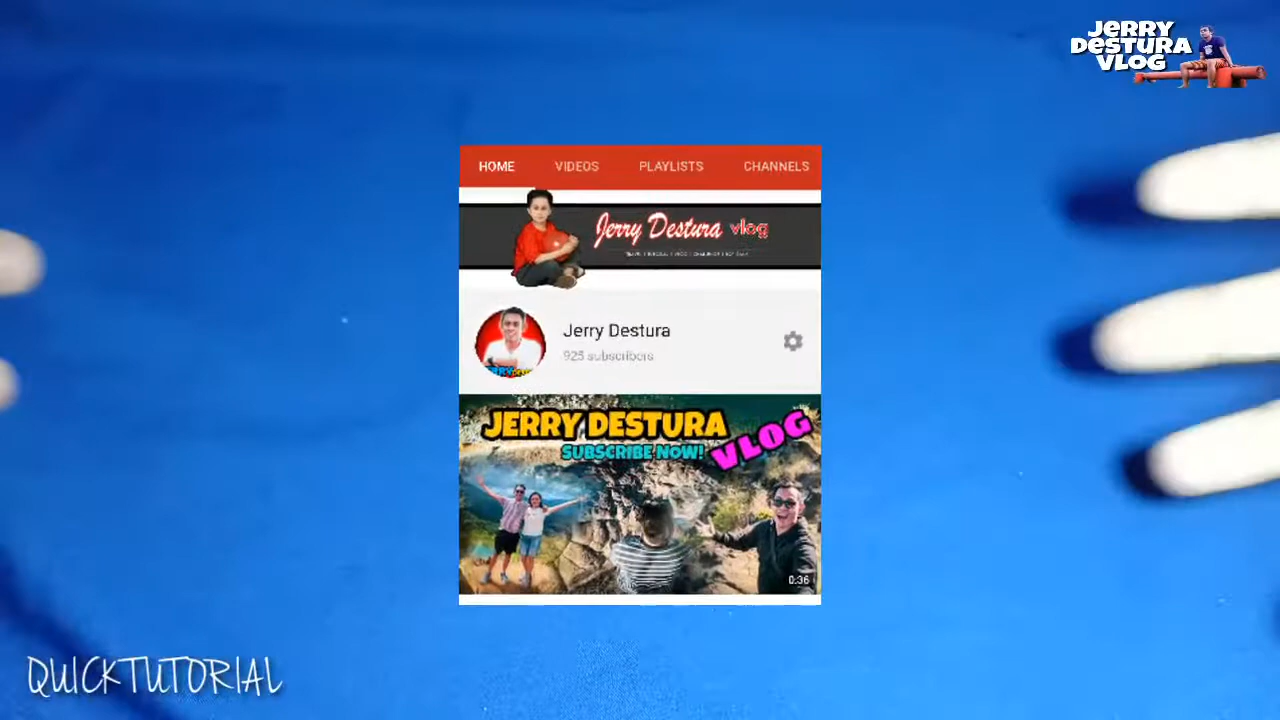 JERRY
DESTURA
VLOG
HOME VIDEOS PLAYLISTS CHANNELS
Jerry Destura vlog
Jerry Destura
925 subscribers
JERRY DESTURA
VLOG
SUBSCRIBE NOW!
0:36
QUICKTUTORIAL